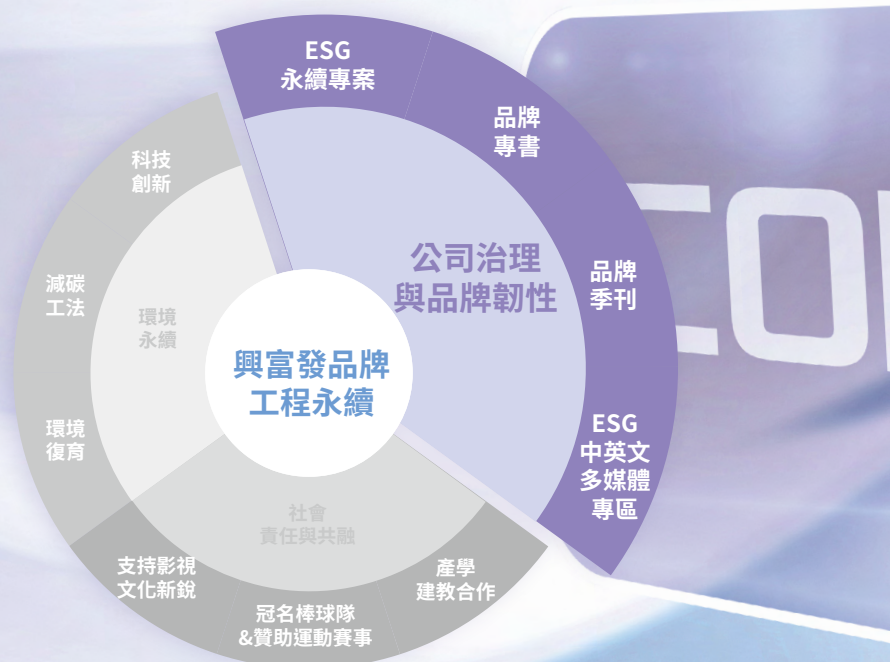 ESG
永續專案
品牌
專書
品牌
季刊
ESG
中英文
多媒體
專區
公司治理
與品牌韌性
科技
創新
減碳
工法
環境
復育
環境
永續
興富發品牌
工程永續
社會
責任與共融
支持影視
文化新銳
冠名棒球隊
&贊助運動賽事
產學
建教合作